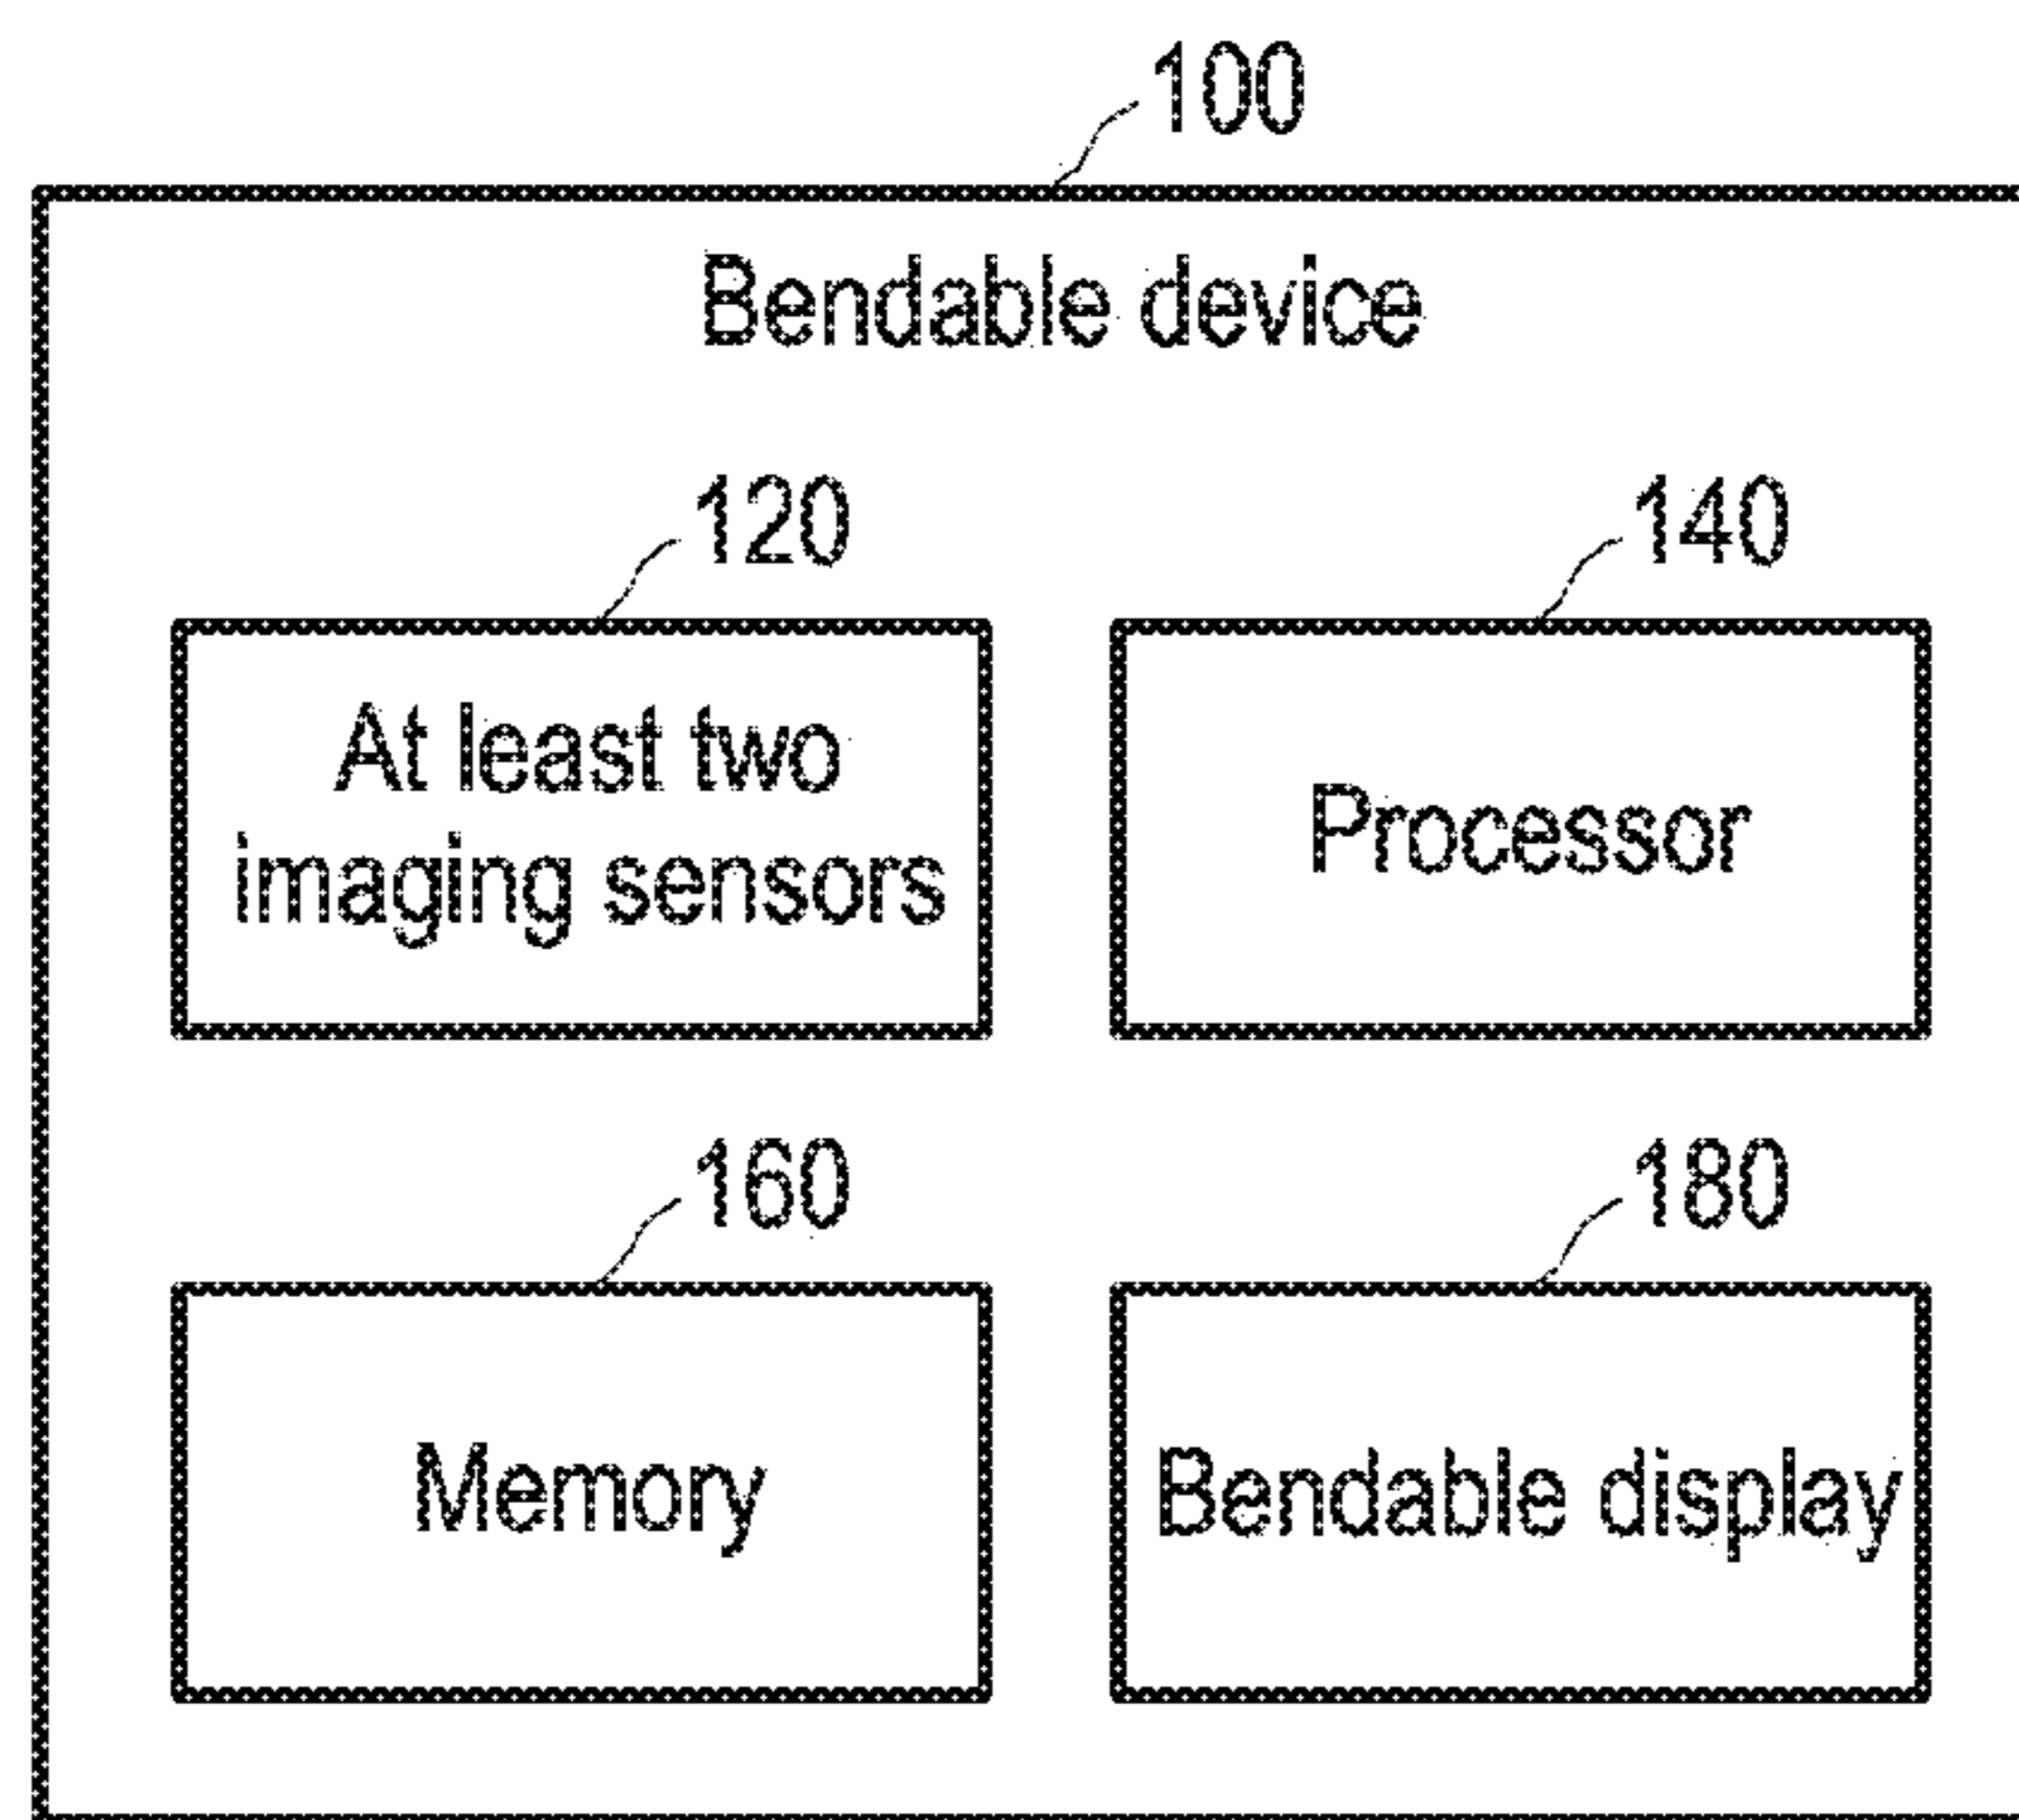 100
Bendable device
120
140
At least two
imaging sensors
Processor
160
180
Memory
Bendable display